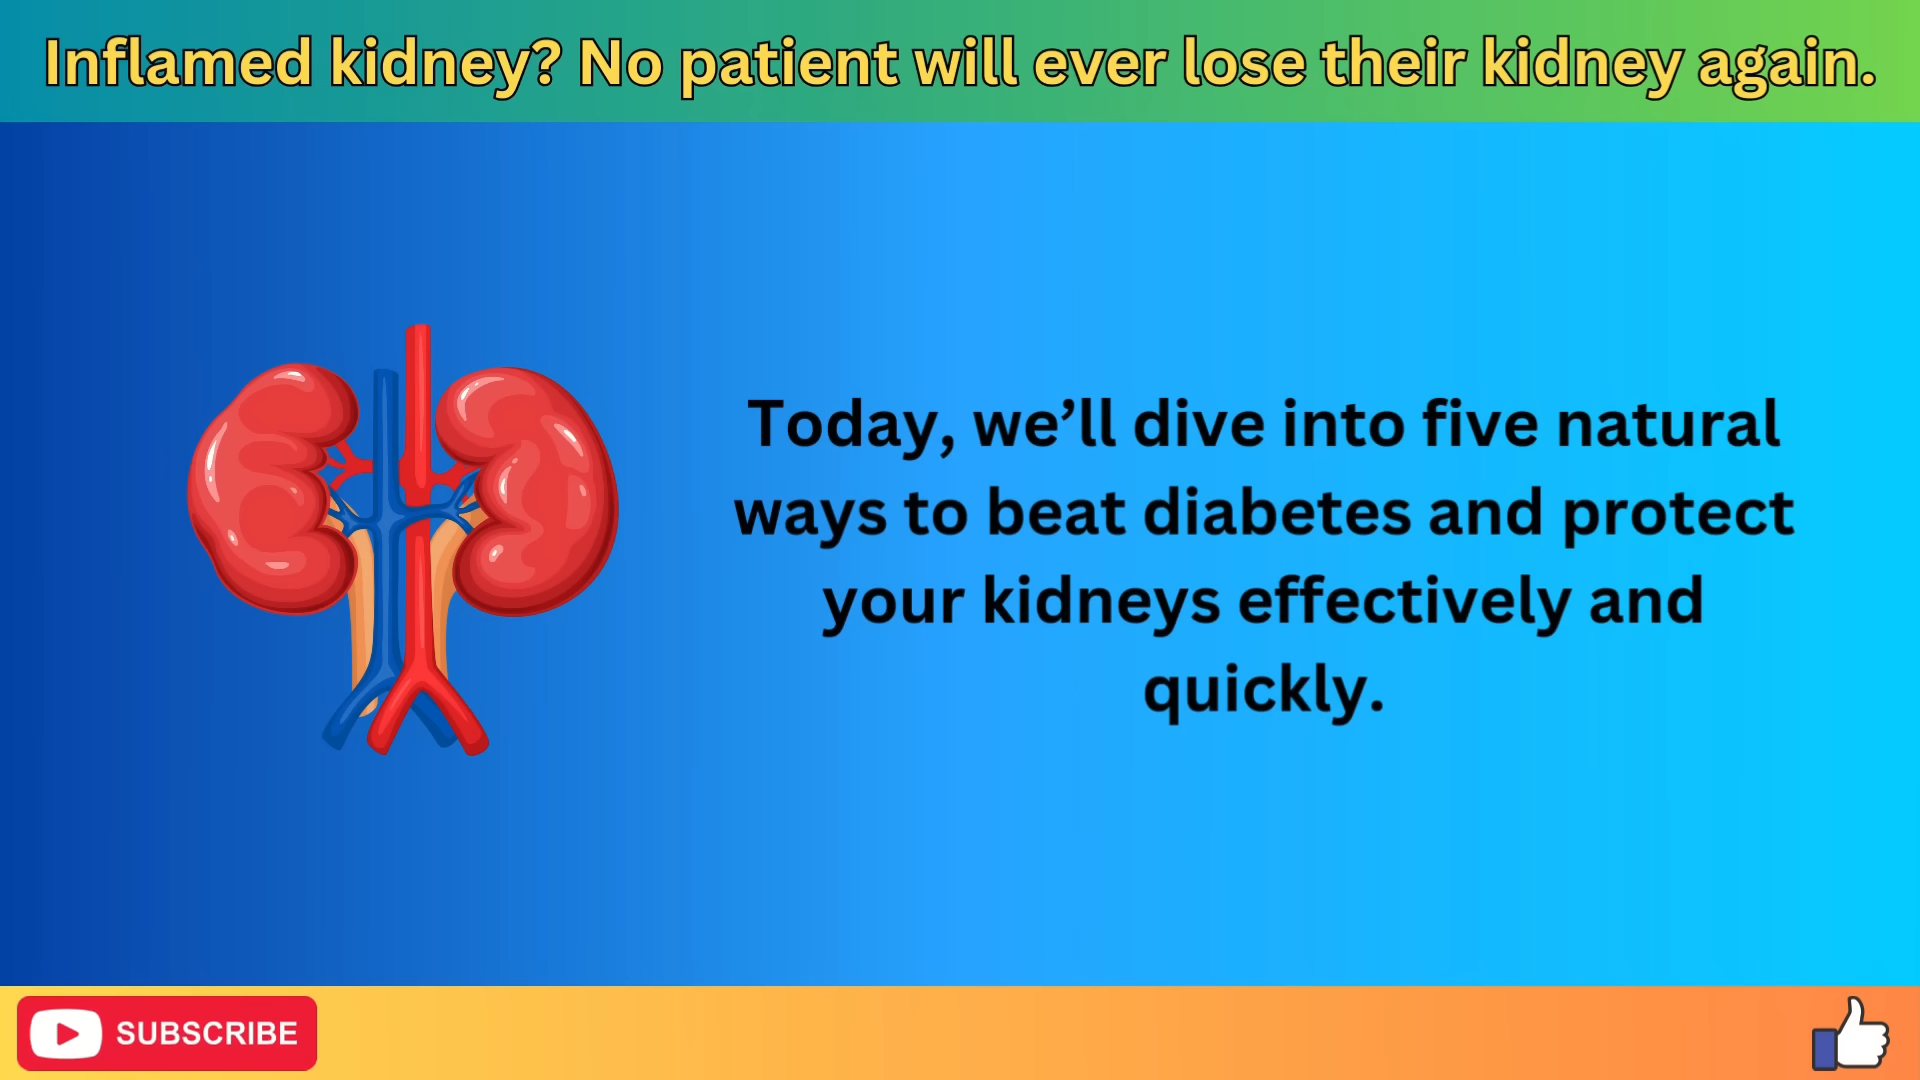 Inflamed kidney? No patient will ever lose their kidney again.
Today, we’ll dive into five natural
ways to beat diabetes and protect
your kidneys effectively and
quickly.
SUBSCRIBE